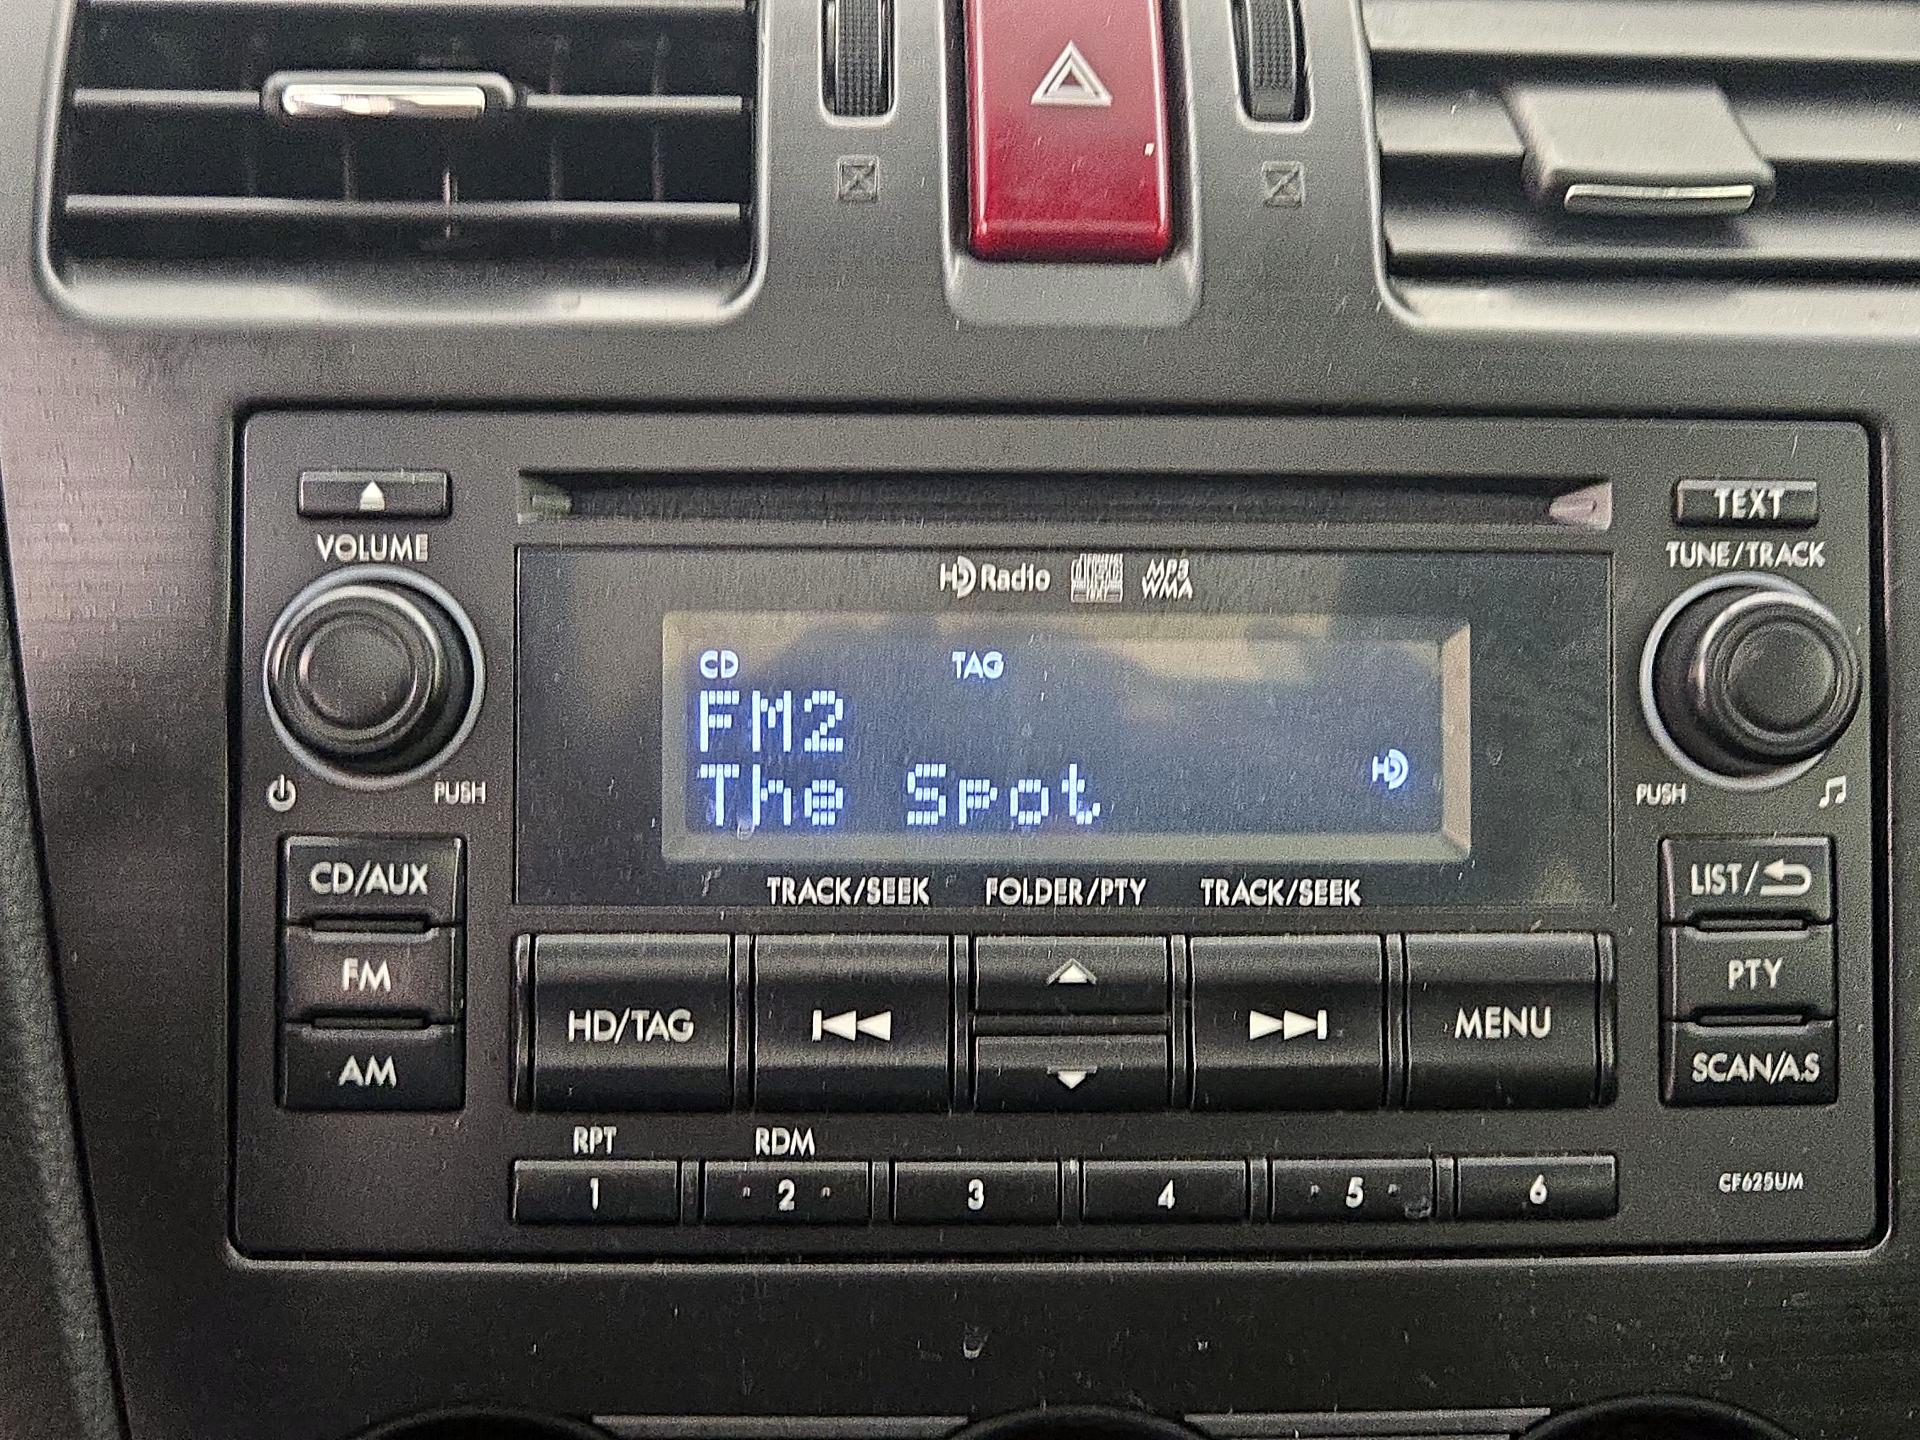 TEXT
VOLUME
TUNE/TRACK
HD Radio
MP3
WMA
CD TAG
FM2
The Spot
HD
PUSH
PUSH
TRACK/SEEK FOLDER/PTY TRACK/SEEK
CD/AUX
FM
AM
HD/TAG
MENU
LIST/
PTY
SCAN/A.S
RPT RDM
1 2 3 4 5 6
CF625UM